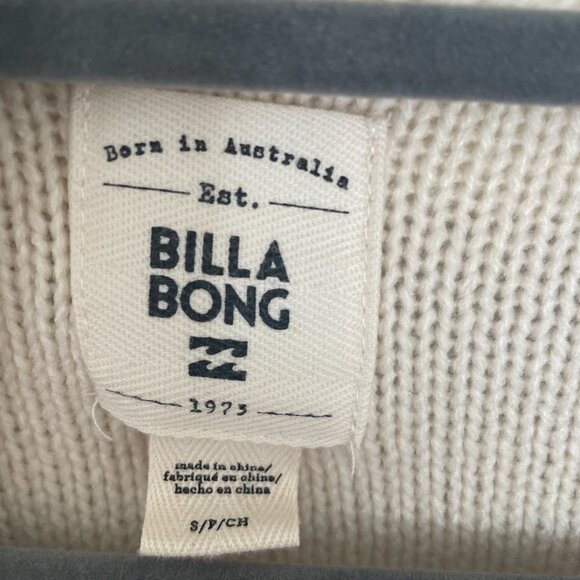 Born in Australia
Est.
BILLA
BONG
1973
made in china/
fabriqué en chine/
hecho en china
S/P/CH